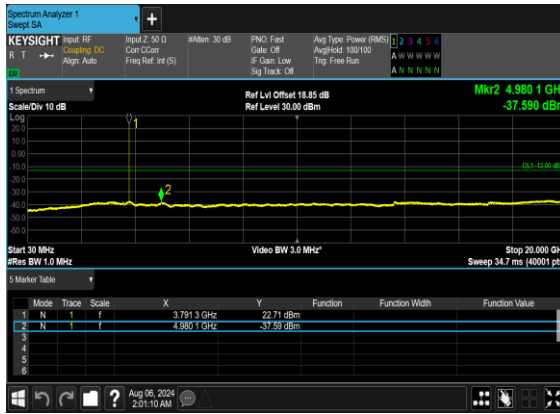 Spectrum Analyzer 1
Swept SA
KEYSIGHT Input: RF Input Z: 50 Ω #Atten: 30 dB PNO: Fast Avg Type: Power (RMS) 1 2 3 4 5 6
R T Coupling: DC Corr CCorr Gate: Off Avg|Hold: 100/100 A W W W W W
Align: Auto Freq Ref: Int (S) IF Gain: Low Trig: Free Run
LXI Sig Track: Off A N N N N N
1 Spectrum Ref Lvl Offset 18.85 dB Mkr2 4.980 1 GH
Scale/Div 10 dB Ref Level 30.00 dBm -37.590 dBr
Log
20.0
10.0
0.00
-10.0
-20.0
-30.0
-40.0
-50.0
-60.0
1
DL1 -13.00 dB
2
Start 30 MHz Video BW 3.0 MHz* Stop 20.000 GH
#Res BW 1.0 MHz Sweep 34.7 ms (40001 pt
5 Marker Table
Mode Trace Scale X Y Function Function Width Function Value
1 N 1 f 3.791 3 GHz 22.71 dBm
2 N 1 f 4.980 1 GHz -37.59 dBm
3
4
5
6
Aug 06, 2024
2:01:10 AM